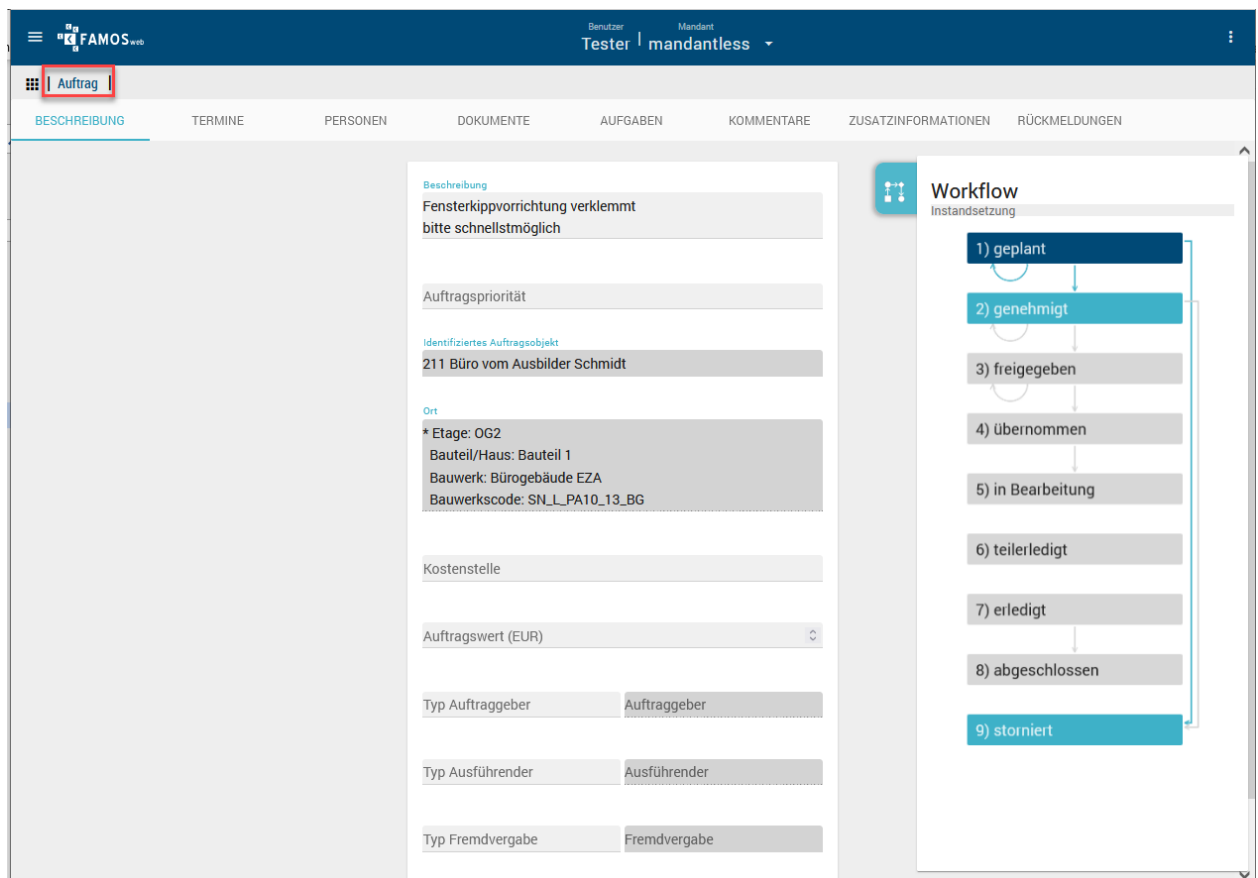 Benutzer Mandant
FAMOS web Tester | mandantless
| Auftrag |
BESCHREIBUNG TERMINE PERSONEN DOKUMENTE AUFGABEN KOMMENTARE ZUSATZINFORMATIONEN RÜCKMELDUNGEN
Beschreibung
Fensterkippvorrichtung verklemmt
bitte schnellstmöglich
Auftragspriorität
Identifiziertes Auftragsobjekt
211 Büro vom Ausbilder Schmidt
Ort
* Etage: OG2
Bauteil/Haus: Bauteil 1
Bauwerk: Bürogebäude EZA
Bauwerkscode: SN_L_PA10_13_BG
Kostenstelle
Auftragswert (EUR)
Typ Auftraggeber Auftraggeber
Typ Ausführender Ausführender
Typ Fremdvergabe Fremdvergabe
Workflow
Instandsetzung
1) geplant
2) genehmigt
3) freigegeben
4) übernommen
5) in Bearbeitung
6) teilerledigt
7) erledigt
8) abgeschlossen
9) storniert